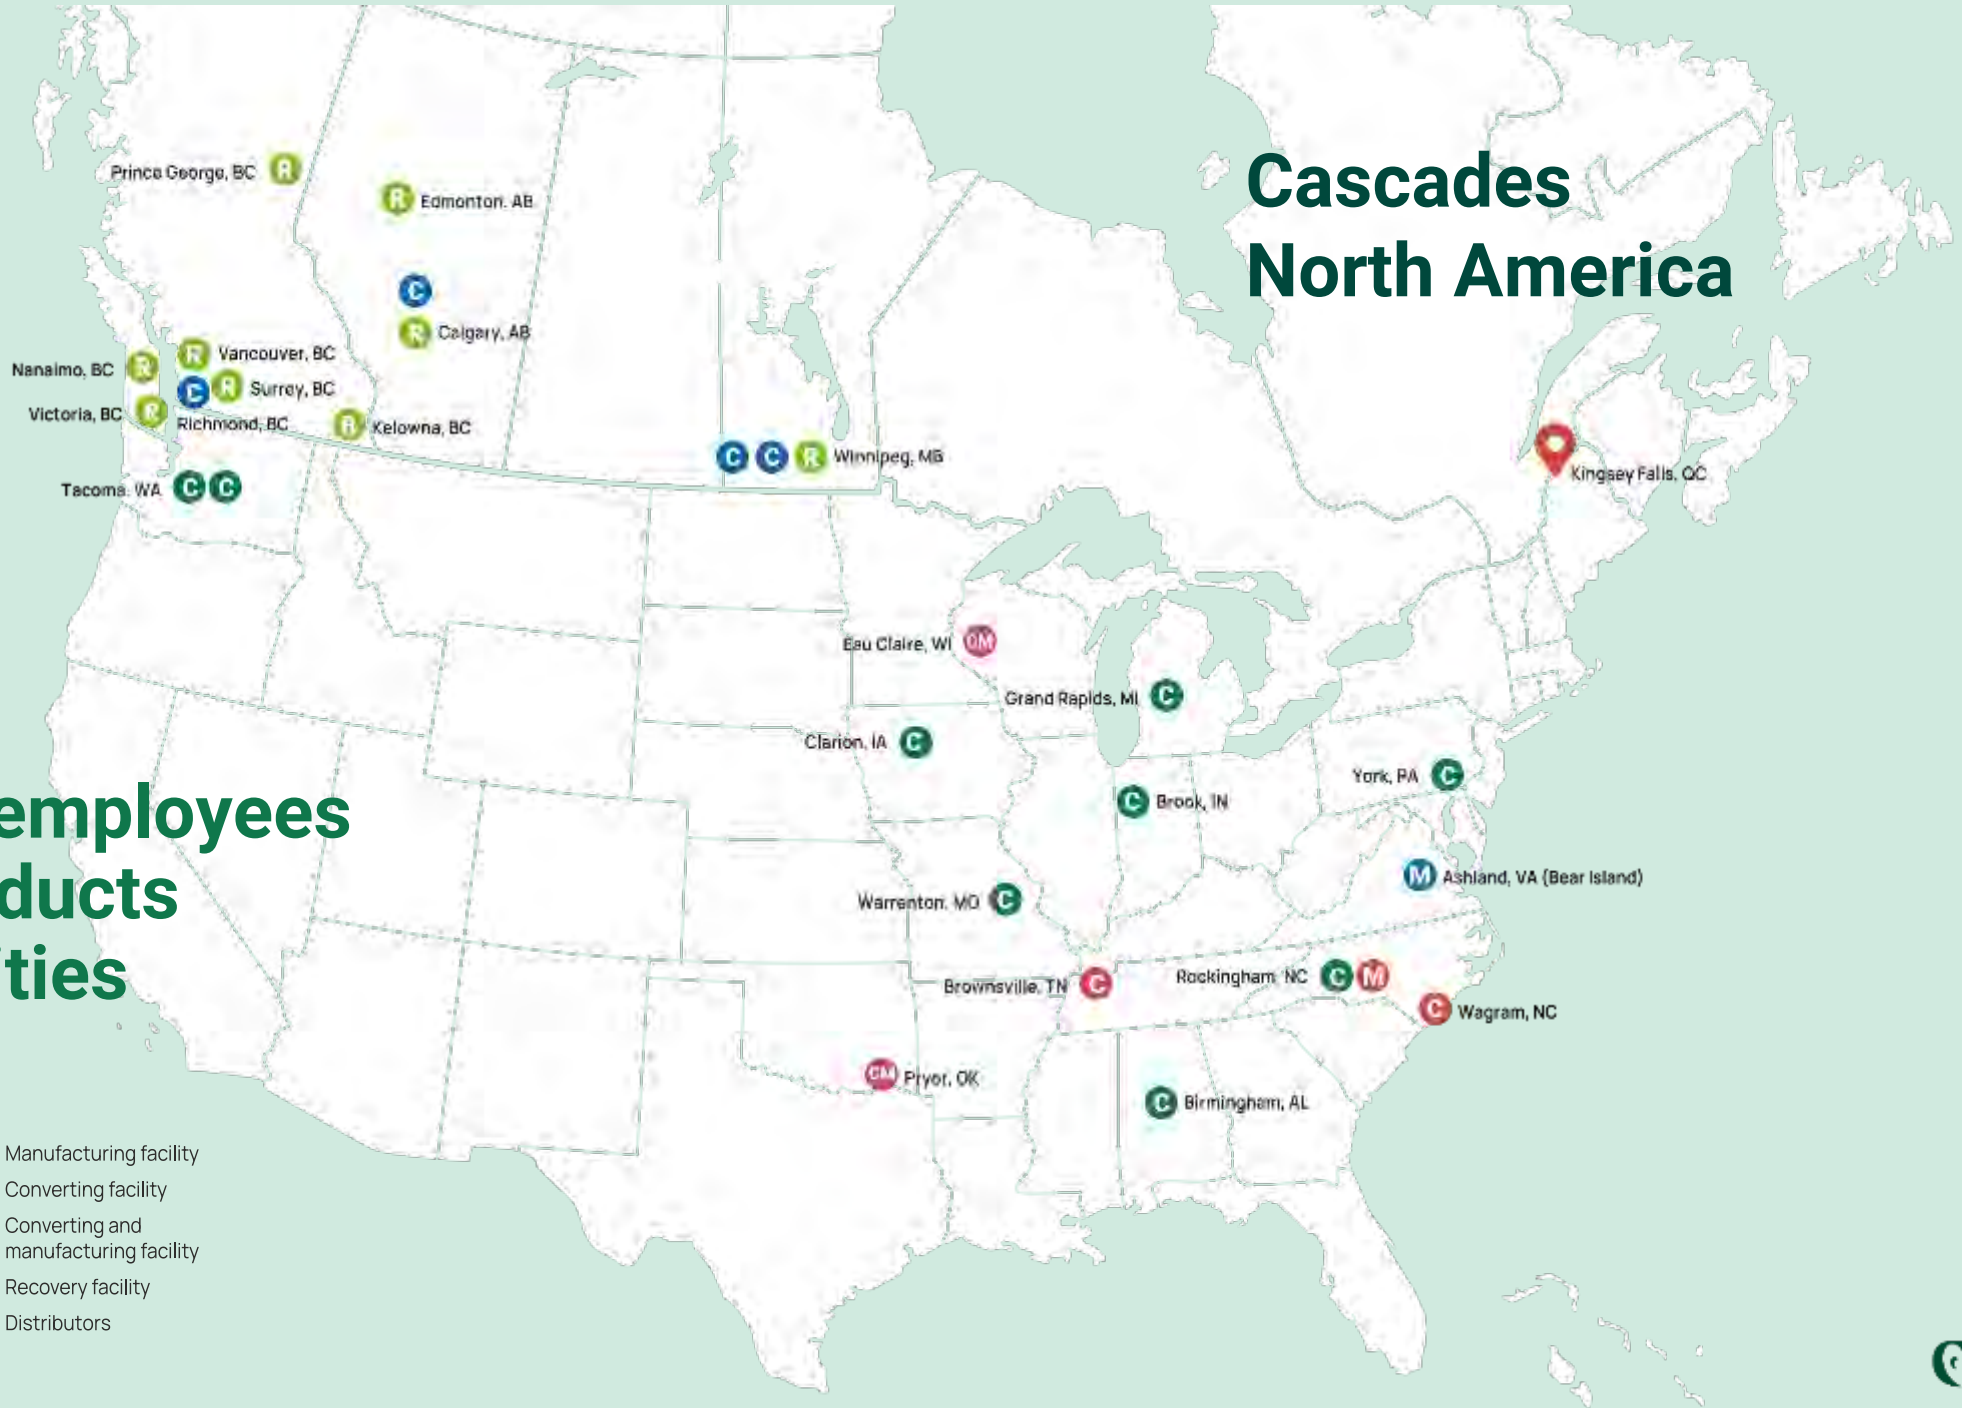 Cascades
North America
Prince George, BC
R
R
Edmonton, AB
C
R
Calgary, AB
Nanaimo, BC
R
R
Vancouver, BC
C
R
Surrey, BC
Victoria, BC
R
Richmond, BC
R
Kelowna, BC
C
C
R
Winnipeg, MB
Tacoma, WA
C
C
Kingsey Falls, QC
Eau Claire, WI
CM
Grand Rapids, MI
C
Clarion, IA
C
York, PA
C
C
Brook, IN
employees
ducts
ities
M
Ashland, VA (Bear Island)
Warrenton, MO
C
Brownsville, TN
C
Rockingham, NC
C
M
C
Wagram, NC
CM
Pryor, OK
C
Birmingham, AL
Manufacturing facility
Converting facility
Converting and
manufacturing facility
Recovery facility
Distributors